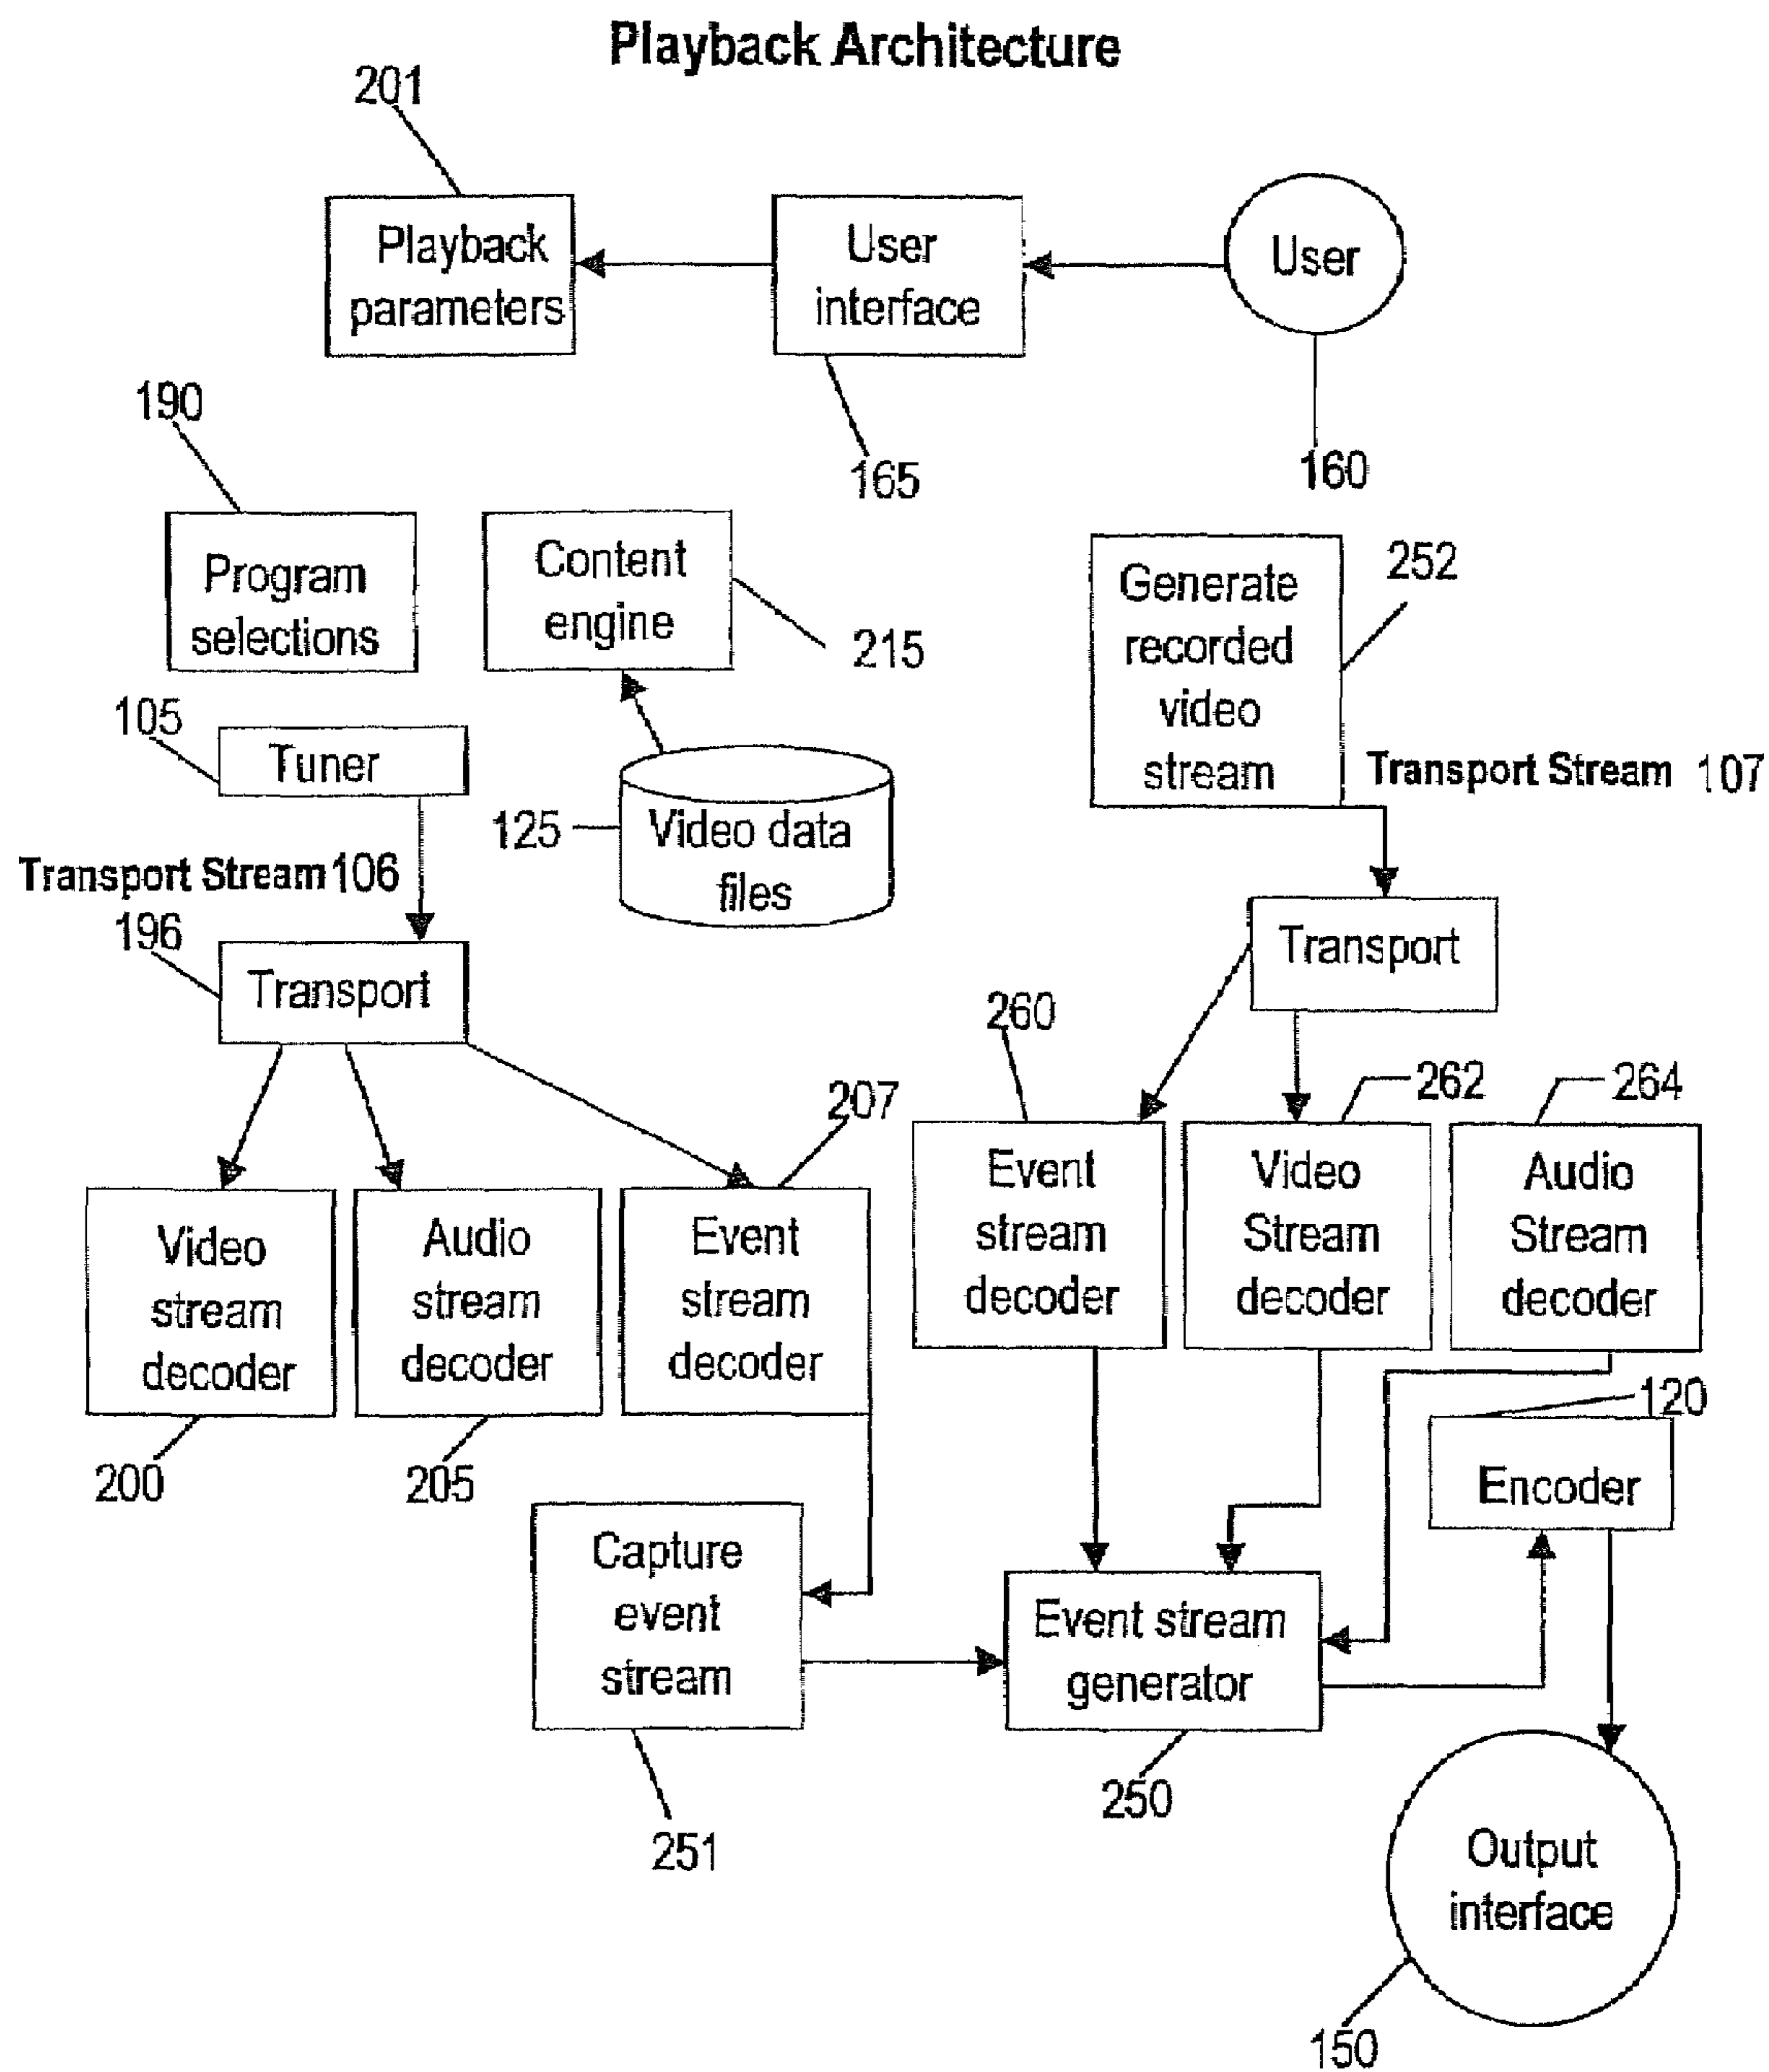 Playback Architecture
201
Playback
parameters
User
interface
User
165
160
190
Program
selections
Content
engine
215
Generate
recorded
video
stream
252
105
Tuner
125
Video data
files
Transport Stream 107
Transport Stream 106
196
Transport
Transport
260
207
262
264
Video
stream
decoder
Audio
stream
decoder
Event
stream
decoder
Event
stream
decoder
Video
Stream
decoder
Audio
Stream
decoder
200
205
120
Encoder
Capture
event
stream
Event stream
generator
251
250
Output
interface
150